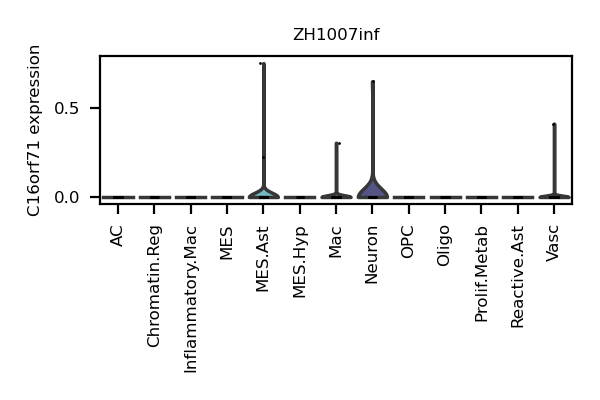 ZH1007inf
C16orf71 expression
0.5
0.0
AC
Chromatin.Reg
Inflammatory.Mac
MES
MES.Ast
MES.Hyp
Mac
Neuron
OPC
Oligo
Prolif.Metab
Reactive.Ast
Vasc